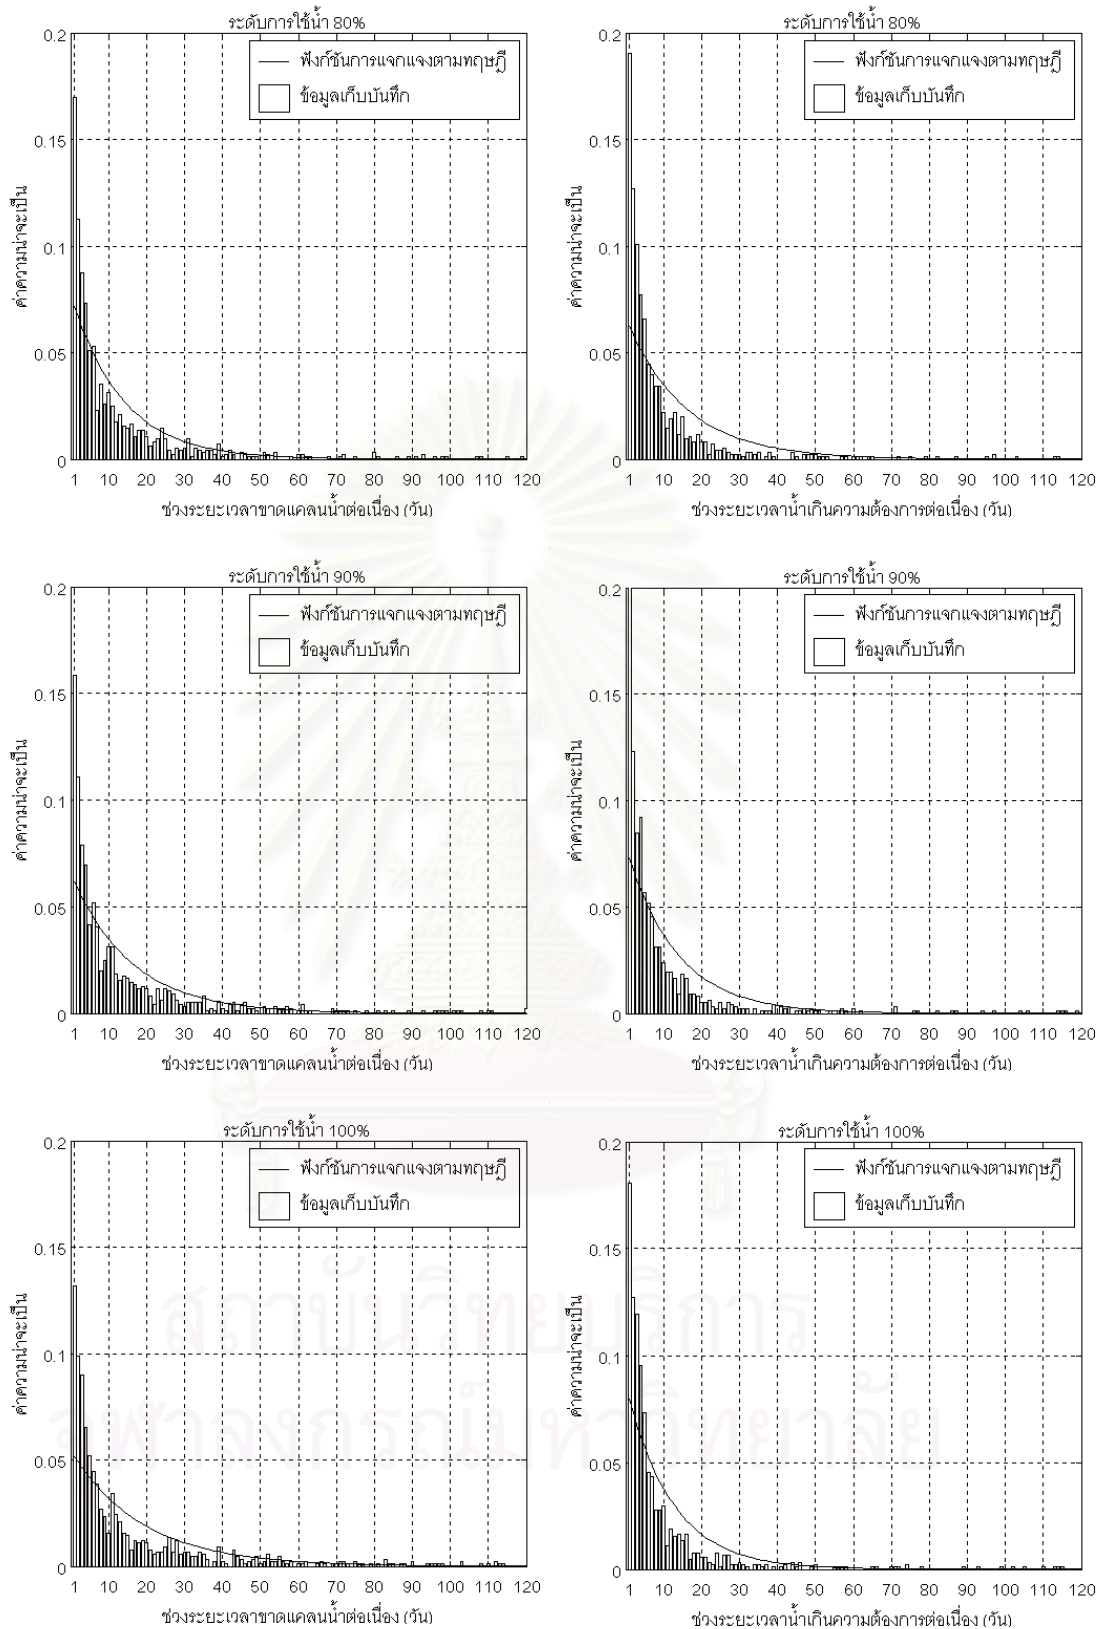 ระดับการใช้น้ำ 80%
ฟังก์ชันการแจกแจงตามทฤษฎี
ข้อมูลเก็บบันทึก
ค่าความน่าจะเป็น
0.2
0.15
0.1
0.05
0
1 10 20 30 40 50 60 70 80 90 100 110 120
ช่วงระยะเวลาขาดแคลนน้ำต่อเนื่อง (วัน)
ระดับการใช้น้ำ 80%
ฟังก์ชันการแจกแจงตามทฤษฎี
ข้อมูลเก็บบันทึก
ค่าความน่าจะเป็น
0.2
0.15
0.1
0.05
0
1 10 20 30 40 50 60 70 80 90 100 110 120
ช่วงระยะเวลาน้ำเกินความต้องการต่อเนื่อง (วัน)
ระดับการใช้น้ำ 90%
ฟังก์ชันการแจกแจงตามทฤษฎี
ข้อมูลเก็บบันทึก
ค่าความน่าจะเป็น
0.2
0.15
0.1
0.05
0
1 10 20 30 40 50 60 70 80 90 100 110 120
ช่วงระยะเวลาขาดแคลนน้ำต่อเนื่อง (วัน)
ระดับการใช้น้ำ 90%
ฟังก์ชันการแจกแจงตามทฤษฎี
ข้อมูลเก็บบันทึก
ค่าความน่าจะเป็น
0.2
0.15
0.1
0.05
0
1 10 20 30 40 50 60 70 80 90 100 110 120
ช่วงระยะเวลาน้ำเกินความต้องการต่อเนื่อง (วัน)
ระดับการใช้น้ำ 100%
ฟังก์ชันการแจกแจงตามทฤษฎี
ข้อมูลเก็บบันทึก
ค่าความน่าจะเป็น
0.2
0.15
0.1
0.05
0
1 10 20 30 40 50 60 70 80 90 100 110 120
ช่วงระยะเวลาขาดแคลนน้ำต่อเนื่อง (วัน)
ระดับการใช้น้ำ 100%
ฟังก์ชันการแจกแจงตามทฤษฎี
ข้อมูลเก็บบันทึก
ค่าความน่าจะเป็น
0.2
0.15
0.1
0.05
0
1 10 20 30 40 50 60 70 80 90 100 110 120
ช่วงระยะเวลาน้ำเกินความต้องการต่อเนื่อง (วัน)
สถาบันวิทยบริการ
จุฬาลงกรณ์มหาวิทยาลัย